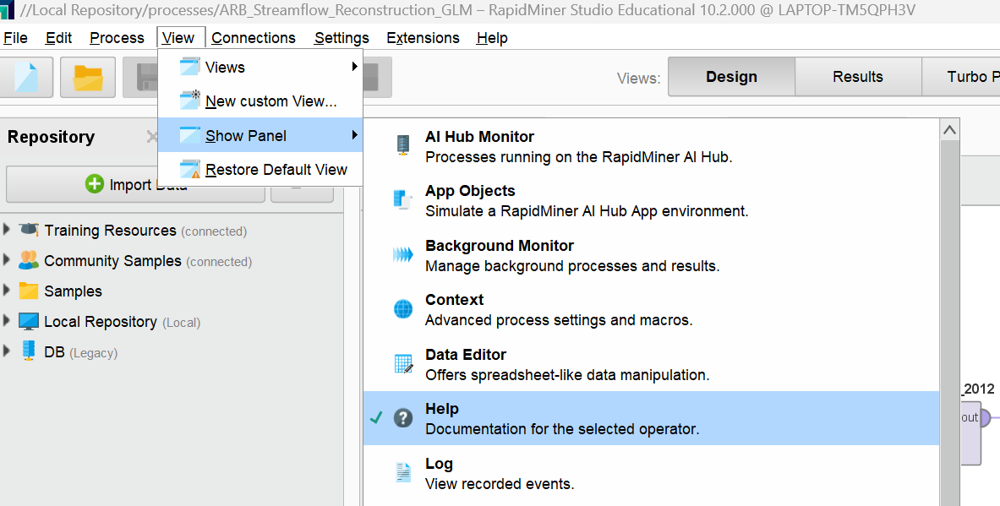 //Local Repository/processes/ARB_Streamflow_Reconstruction_GLM – RapidMiner Studio Educational 10.2.000 @ LAPTOP-TM5QPH3V
File Edit Process View Connections Settings Extensions Help
Views
New custom View...
Show Panel
Restore Default View
Views: Design Results Turbo P
Repository
Import Data
Training Resources (connected)
Community Samples (connected)
Samples
Local Repository (Local)
DB (Legacy)
AI Hub Monitor
Processes running on the RapidMiner AI Hub.
App Objects
Simulate a RapidMiner AI Hub App environment.
Background Monitor
Manage background processes and results.
Context
Advanced process settings and macros.
Data Editor
Offers spreadsheet-like data manipulation.
Help
Documentation for the selected operator.
Log
View recorded events.
_2012
out